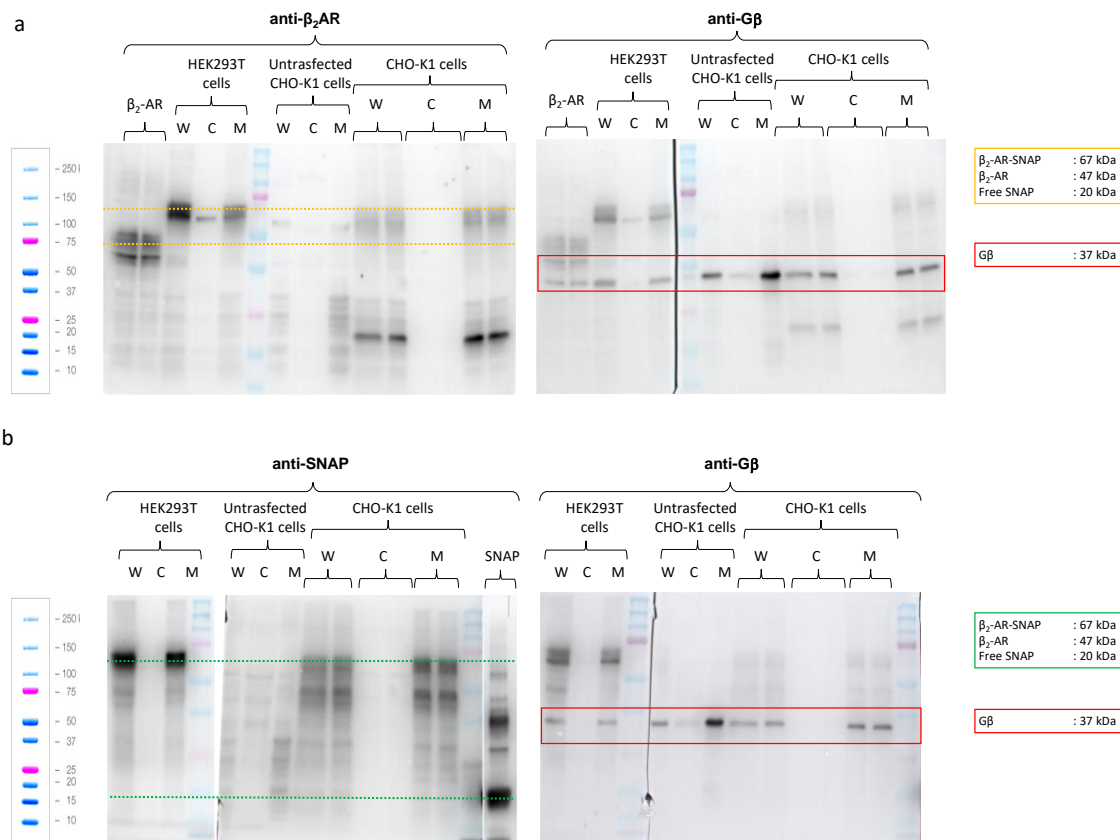 a
anti-β₂AR
anti-Gβ
HEK293T
cells
Untrasfected
CHO-K1 cells
CHO-K1 cells
HEK293T
cells
Untrasfected
CHO-K1 cells
CHO-K1 cells
β₂-AR
W
C
M
β₂-AR
W
C
M
W C M
W C M
W C M
W C M
250
150
100
75
50
37
25
20
15
10
β₂-AR-SNAP : 67 kDa
β₂-AR : 47 kDa
Free SNAP : 20 kDa
Gβ : 37 kDa
b
anti-SNAP
anti-Gβ
HEK293T
cells
Untrasfected
CHO-K1 cells
CHO-K1 cells
HEK293T
cells
Untrasfected
CHO-K1 cells
CHO-K1 cells
W C M
W C M
W
C
M
SNAP
W C M
W C M
W
C
M
250
150
100
75
50
37
25
20
15
10
β₂-AR-SNAP : 67 kDa
β₂-AR : 47 kDa
Free SNAP : 20 kDa
Gβ : 37 kDa